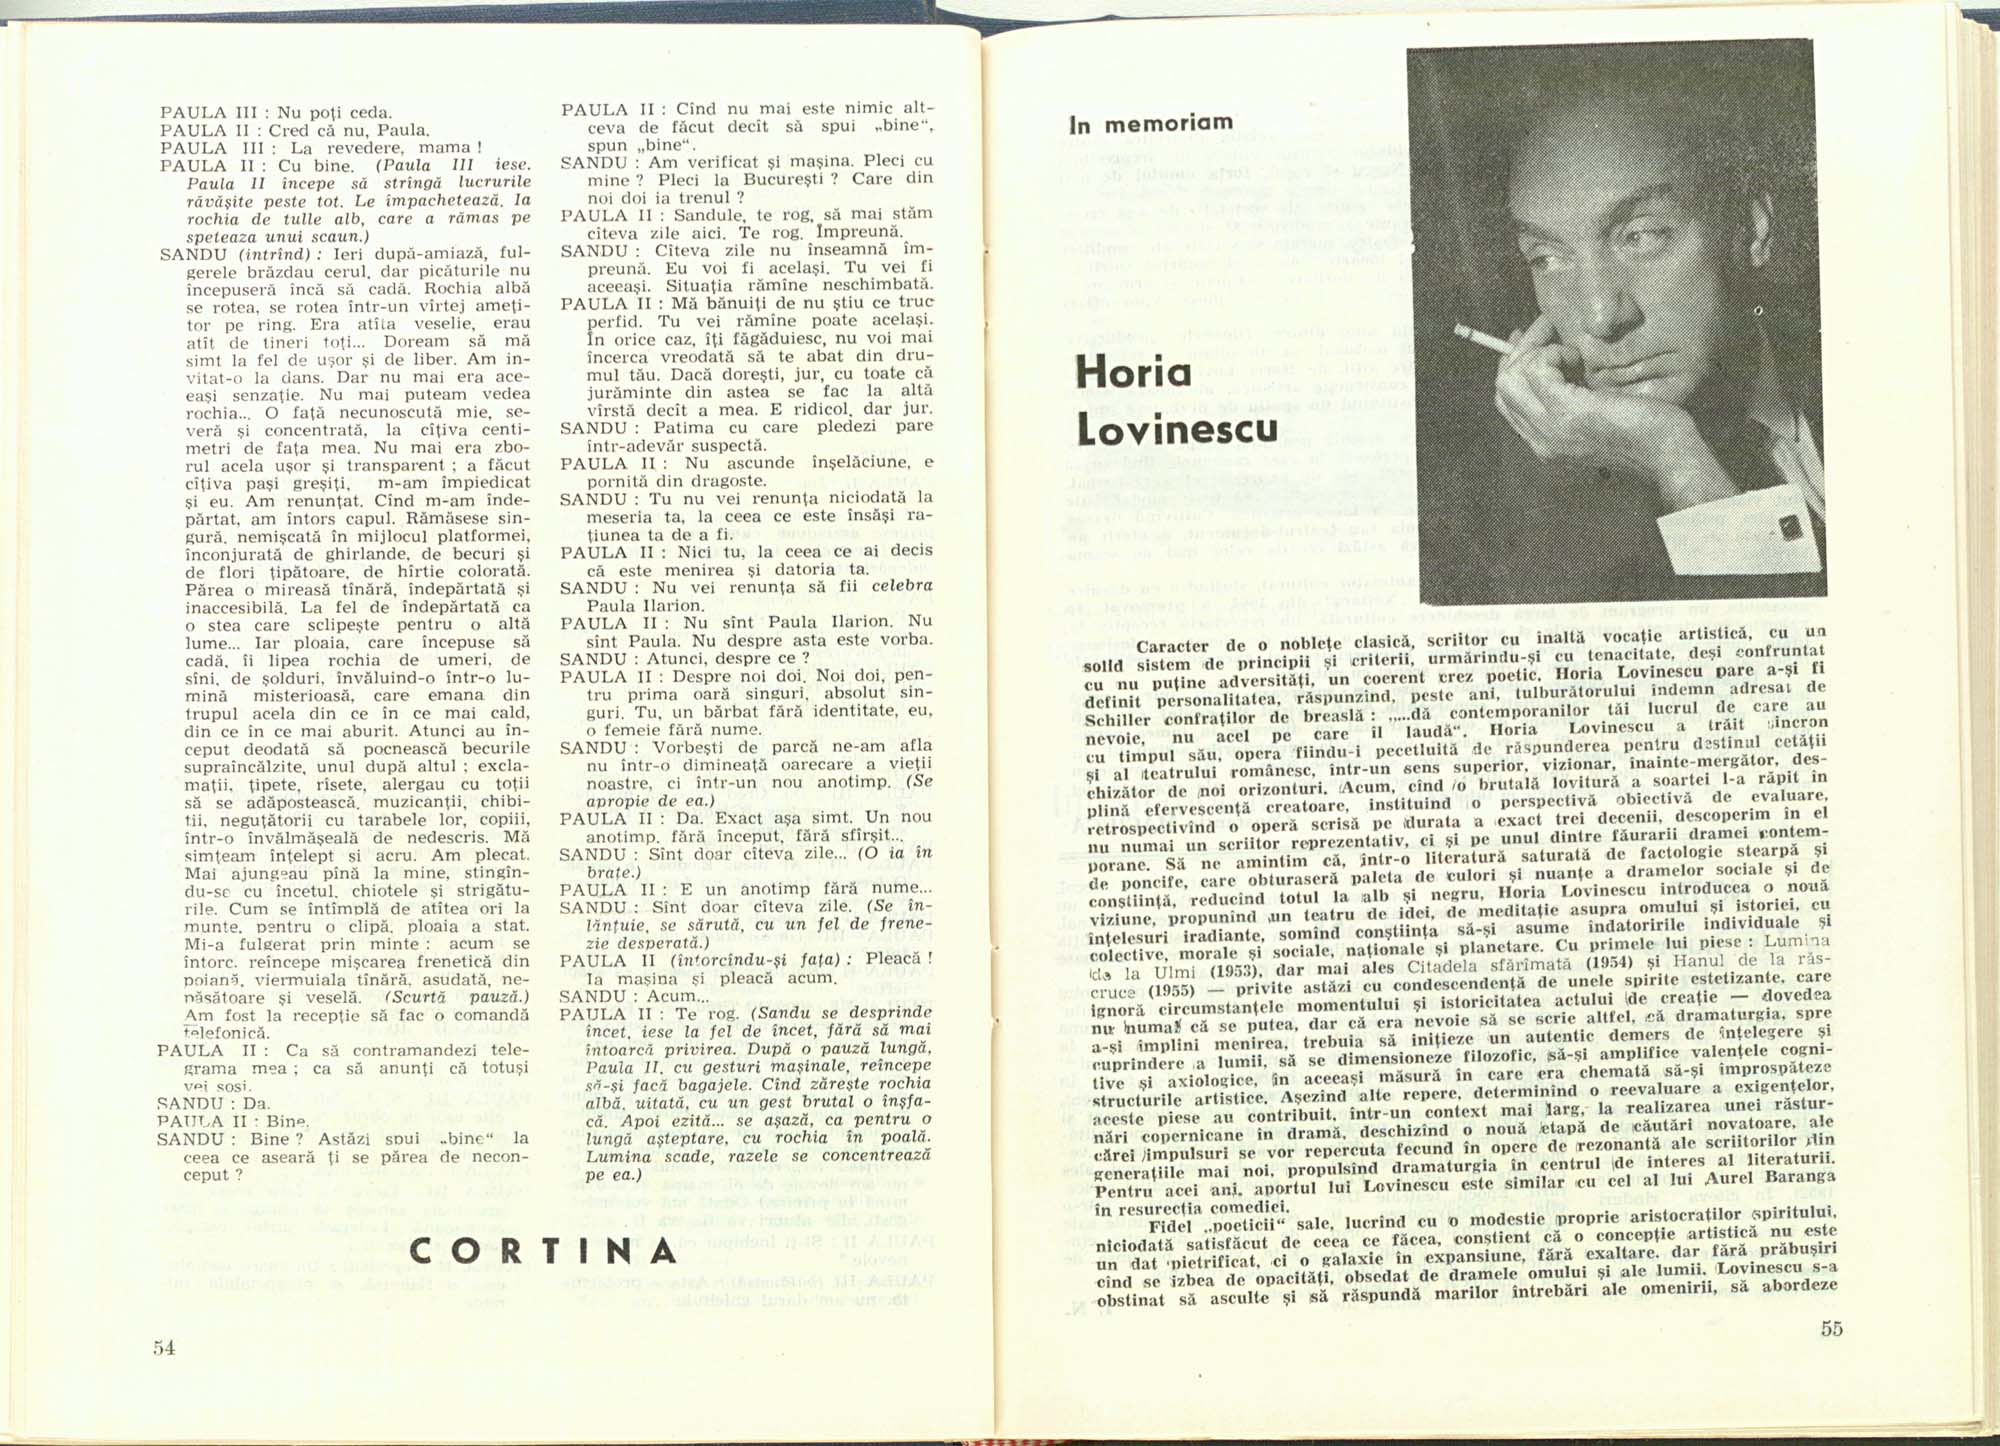 PAULA III : Nu poți ceda.
PAULA II : Cred că nu, Paula.
PAULA III : La revedere, mama !
PAULA II : Cu bine. (Paula III iese.
Paula II începe să strîngă lucrurile
răvășite peste tot. Le împachetează, Ia
rochia de tulle alb, care a rămas pe
speteaza unui scaun.)
SANDU (intrînd) : Ieri după-amiază, ful-
gerele brăzdau cerul, dar picăturile nu
începuseră încă să cadă. Rochia albă
se rotea, se rotea într-un vîrtej ameți-
tor pe ring. Era atîta veselie, erau
atît de tineri toți... Doream să mă
simt la fel de ușor și de liber. Am in-
vitat-o la dans. Dar nu mai era ace-
eași senzație. Nu mai puteam vedea
rochia... O față necunoscută mie, se-
veră și concentrată, la cîțiva centi-
metri de fața mea. Nu mai era zbo-
rul acela ușor și transparent ; a făcut
cîțiva pași greșiți, m-am împiedicat
și eu. Am renunțat. Cînd m-am înde-
părtat, am întors capul. Rămăsese sin-
gură, nemișcată în mijlocul platformei,
înconjurată de ghirlande, de becuri și
de flori țipătoare, de hîrtie colorată.
Părea o mireasă tînără, îndepărtată și
inaccesibilă. La fel de îndepărtată ca
o stea care sclipește pentru o altă
lume... Iar ploaia, care începuse să
cadă, îi lipea rochia de umeri, de
sîni, de șolduri, învăluind-o într-o lu-
mină misterioasă, care emana din
trupul acela din ce în ce mai cald,
din ce în ce mai aburit. Atunci au în-
ceput deodată să pocnească becurile
supraîncălzite, unul după altul ; excla-
mații, țipete, rîsete, alergau cu toții
să se adăpostească, muzicanții, chibi-
ții, neguțătorii cu tarabele lor, copiii,
într-o învălmășeală de nedescris. Mă
simțeam înțelept și acru. Am plecat.
Mai ajungeau pînă la mine, stingîn-
du-se cu încetul, chiotele și strigătu-
rile. Cum se întîmplă de atîtea ori la
munte, pentru o clipă, ploaia a stat.
Mi-a fulgerat prin minte : acum se
întorc, reîncepe mișcarea frenetică din
poiană, viermuiala tînără, asudată, ne-
păsătoare și veselă. (Scurtă pauză.)
Am fost la recepție să fac o comandă
telefonică.
PAULA II : Ca să contramandezi tele-
grama mea ; ca să anunți că totuși
vei sosi.
SANDU : Da.
PAULA II : Bine.
SANDU : Bine ? Astăzi spui „bine“ la
ceea ce aseară ți se părea de necon-
ceput ?
PAULA II : Cînd nu mai este nimic alt-
ceva de făcut decît să spui „bine“,
spun „bine“.
SANDU : Am verificat și mașina. Pleci cu
mine ? Pleci la București ? Care din
noi doi ia trenul ?
PAULA II : Sandule, te rog, să mai stăm
cîteva zile aici. Te rog. Împreună.
SANDU : Cîteva zile nu înseamnă îm-
preună. Eu voi fi același. Tu vei fi
aceeași. Situația rămîne neschimbată.
PAULA II : Mă bănuiți de nu știu ce truc
perfid. Tu vei rămîne poate același.
În orice caz, îți făgăduiesc, nu voi mai
încerca vreodată să te abat din dru-
mul tău. Dacă dorești, jur, cu toate că
jurăminte din astea se fac la altă
vîrstă decît a mea. E ridicol, dar jur.
SANDU : Patima cu care pledezi pare
într-adevăr suspectă.
PAULA II : Nu ascunde înșelăciune, e
pornită din dragoste.
SANDU : Tu nu vei renunța niciodată la
meseria ta, la ceea ce este însăși ra-
țiunea ta de a fi.
PAULA II : Nici tu, la ceea ce ai decis
că este menirea și datoria ta.
SANDU : Nu vei renunța să fii celebra
Paula Ilarion.
PAULA II : Nu sînt Paula Ilarion. Nu
sînt Paula. Nu despre asta este vorba.
SANDU : Atunci, despre ce ?
PAULA II : Despre noi doi. Noi doi, pen-
tru prima oară singuri, absolut sin-
guri. Tu, un bărbat fără identitate, eu,
o femeie fără nume.
SANDU : Vorbești de parcă ne-am afla
nu într-o dimineață oarecare a vieții
noastre, ci într-un nou anotimp. (Se
apropie de ea.)
PAULA II : Da. Exact așa simt. Un nou
anotimp, fără început, fără sfîrșit...
SANDU : Sînt doar cîteva zile... (O ia în
brațe.)
PAULA II : E un anotimp fără nume...
SANDU : Sînt doar cîteva zile. (Se în-
lănțuie, se sărută, cu un fel de frene-
zie desperată.)
PAULA II (întorcîndu-și fața) : Pleacă !
Ia mașina și pleacă acum.
SANDU : Acum...
PAULA II : Te rog. (Sandu se desprinde
încet, iese la fel de încet, fără să mai
întoarcă privirea. După o pauză lungă,
Paula II, cu gesturi mașinale, reîncepe
să-și facă bagajele. Cînd zărește rochia
albă, uitată, cu un gest brutal o înșfa-
că. Apoi ezită... se așază, ca pentru o
lungă așteptare, cu rochia în poală.
Lumina scade, razele se concentrează
pe ea.)
CORTINA
54
In memoriam
Horia
Lovinescu
Caracter de o noblețe clasică, scriitor cu înaltă vocație artistică, cu un
solid sistem de principii și criterii, urmărindu-și cu tenacitate, deși confruntat
cu nu puține adversități, un coerent crez poetic, Horia Lovinescu pare a-și fi
definit personalitatea, răspunzînd, peste ani, tulburătorului îndemn adresat de
Schiller confraților de breaslă : „...dă contemporanilor tăi lucrul de care au
nevoie, nu acel pe care îl laudă“. Horia Lovinescu a trăit sincron
cu timpul său, opera fiindu-i pecetluită de răspunderea pentru destinul cetății
și al teatrului românesc, într-un sens superior, vizionar, înainte-mergător, des-
chizător de noi orizonturi. Acum, cînd o brutală lovitură a soartei l-a răpit în
plină efervescență creatoare, instituind o perspectivă obiectivă de evaluare,
retrospectivînd o operă scrisă pe durata a exact trei decenii, descoperim în el
nu numai un scriitor reprezentativ, ci și pe unul dintre făurarii dramei contem-
porane. Să ne amintim că, într-o literatură saturată de factologie stearpă și
de poncife, care obturaseră paleta de culori și nuanțe a dramelor sociale și de
conștiință, reducînd totul la alb și negru, Horia Lovinescu introducea o nouă
viziune, propunînd un teatru de idei, de meditație asupra omului și istoriei, cu
înțelesuri iradiante, somînd conștiința să-și asume îndatoririle individuale și
colective, morale și sociale, naționale și planetare. Cu primele lui piese : Lumina
de la Ulmi (1953), dar mai ales Citadela sfărîmată (1954) și Hanul de la răs-
cruce (1955) — privite astăzi cu condescendență de unele spirite estetizante, care
ignoră circumstanțele momentului și istoricitatea actului de creație — dovedea
nu numai că se putea, dar că era nevoie să se scrie altfel, că dramaturgia, spre
a-și împlini menirea, trebuia să inițieze un autentic demers de înțelegere și
cuprindere a lumii, să se dimensioneze filozofic, să-și amplifice valențele cogni-
tive și axiologice, în aceeași măsură în care era chemată să-și împrospăteze
structurile artistice. Așezînd alte repere, determinînd o reevaluare a exigențelor,
aceste piese au contribuit, într-un context mai larg, la realizarea unei răstur-
nări copernicane în dramă, deschizînd o nouă etapă de căutări novatoare, ale
cărei impulsuri se vor repercuta fecund în opere de rezonantă ale scriitorilor din
generațiile mai noi, propulsînd dramaturgia în centrul de interes al literaturii.
Pentru acei ani, aportul lui Lovinescu este similar cu cel al lui Aurel Baranga
în resurecția comediei.
Fidel „poeticii“ sale, lucrînd cu o modestie proprie aristocraților spiritului,
niciodată satisfăcut de ceea ce făcea, conștient că o concepție artistică nu este
un dat pietrificat, ci o galaxie în expansiune, fără exaltare, dar fără prăbușiri
cînd se izbea de opacități, obsedat de dramele omului și ale lumii, Lovinescu s-a
obstinat să asculte și să răspundă marilor întrebări ale omenirii, să abordeze
55